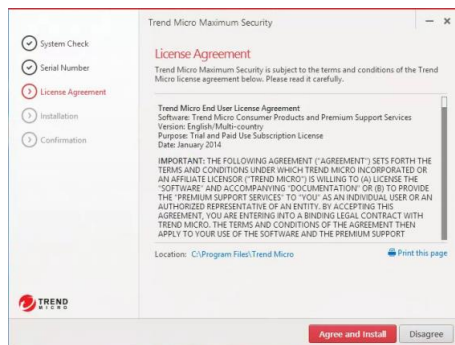 Trend Micro Maximum Security
System Check
Serial Number
License Agreement
Installation
Confirmation
License Agreement
Trend Micro Maximum Security is subject to the terms and conditions of the Trend
Micro license agreement below. Please read it carefully.
Trend Micro End User License Agreement
Software: Trend Micro Consumer Products and Premium Support Services
Version: English/Multi-country
Purpose: Trial and Paid Use Subscription License
Date: January 2014
IMPORTANT: THE FOLLOWING AGREEMENT ("AGREEMENT") SETS FORTH THE
TERMS AND CONDITIONS UNDER WHICH TREND MICRO INCORPORATED OR
AN AFFILIATE LICENSOR ("TREND MICRO") IS WILLING TO (A) LICENSE THE
"SOFTWARE" AND ACCOMPANYING "DOCUMENTATION" OR (B) TO PROVIDE
THE "PREMIUM SUPPORT SERVICES" TO "YOU" AS AN INDIVIDUAL USER OR AN
AUTHORIZED REPRESENTATIVE OF AN ENTITY. BY ACCEPTING THIS
AGREEMENT, YOU ARE ENTERING INTO A BINDING LEGAL CONTRACT WITH
TREND MICRO. THE TERMS AND CONDITIONS OF THE AGREEMENT THEN
APPLY TO YOUR USE OF THE SOFTWARE AND THE PREMIUM SUPPORT
Location: C:\Program Files\Trend Micro
Print this page
TREND
MICRO
Agree and Install
Disagree